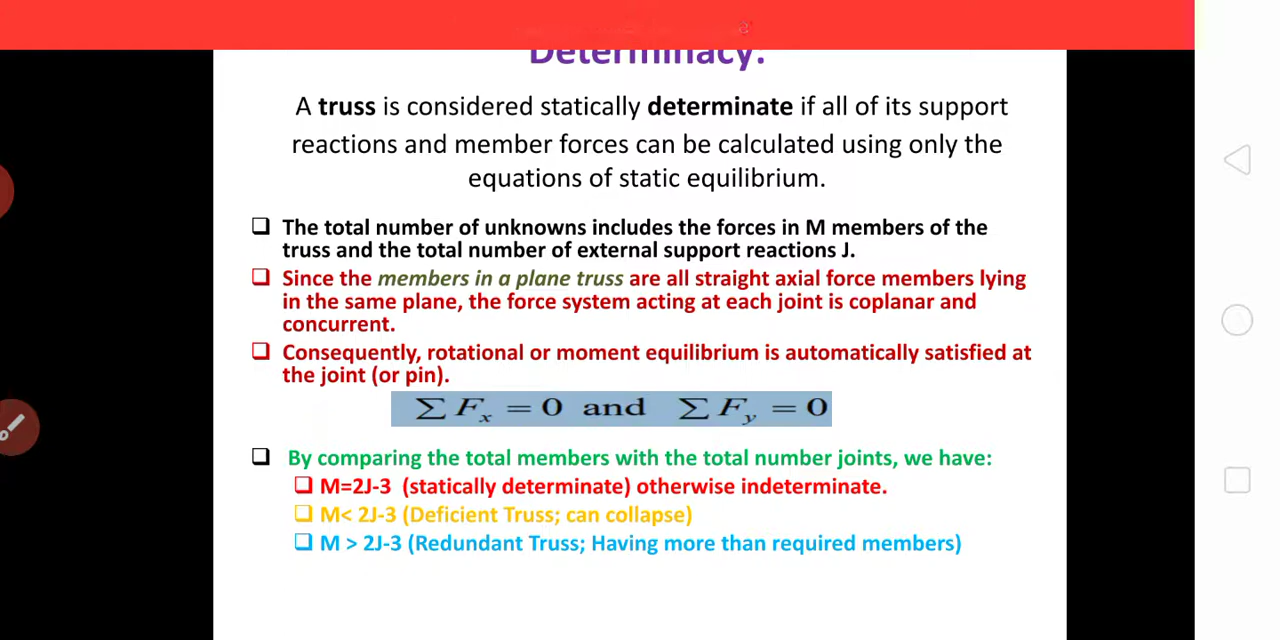 Determinacy:
A truss is considered statically determinate if all of its support
reactions and member forces can be calculated using only the
equations of static equilibrium.
❑ The total number of unknowns includes the forces in M members of the
truss and the total number of external support reactions J.
❑ Since the members in a plane truss are all straight axial force members lying
in the same plane, the force system acting at each joint is coplanar and
concurrent.
❑ Consequently, rotational or moment equilibrium is automatically satisfied at
the joint (or pin).
∑ Fx = 0 and ∑ Fy = 0
❑ By comparing the total members with the total number joints, we have:
❑ M=2J-3 (statically determinate) otherwise indeterminate.
❑ M< 2J-3 (Deficient Truss; can collapse)
❑ M > 2J-3 (Redundant Truss; Having more than required members)